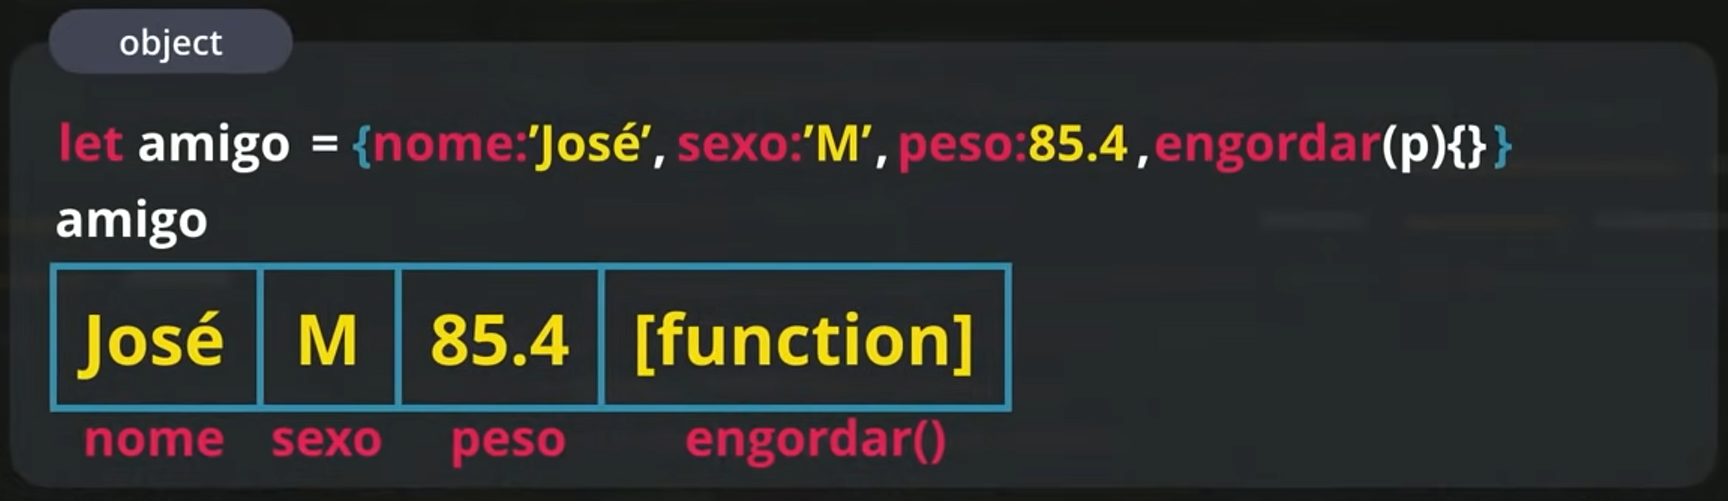 object
let amigo = {nome:’José’, sexo:’M’, peso:85.4 ,engordar(p){} }
amigo
José M 85.4 [function]
nome sexo peso engordar()